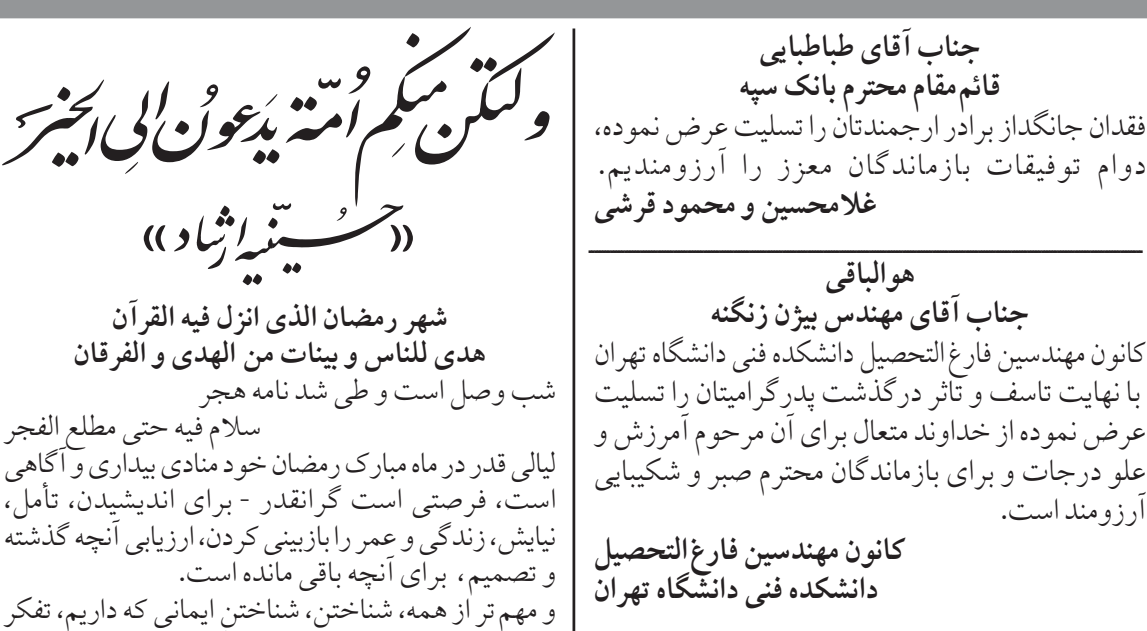 جناب آقای طباطبایی
قائم‌مقام محترم بانک سپه
فقدان جانگداز برادر ارجمندتان را تسلیت عرض نموده،
دوام توفیقات بازماندگان معزز را آرزومندیم.
غلامحسین و محمود قرشی
هوالباقی
جناب آقای مهندس بیژن زنگنه
کانون مهندسین فارغ‌التحصیل دانشکده فنی دانشگاه تهران
با نهایت تاسف و تاثر درگذشت پدرگرامیتان را تسلیت
عرض نموده از خداوند متعال برای آن مرحوم آمرزش و
علو درجات و برای بازماندگان محترم صبر و شکیبایی
آرزومند است.
کانون مهندسین فارغ‌التحصیل
دانشکده فنی دانشگاه تهران
ولتکن منکم اُمّة یَدعونُ الِی الخیر
«حسینیّه ارشاد»
شهر رمضان الذی انزل فیه القرآن
هدی للناس و بینات من الهدی و الفرقان
شب وصل است و طی شد نامه هجر
سلام فیه حتی مطلع الفجر
لیالی قدر در ماه مبارک رمضان خود منادی بیداری و آگاهی
است، فرصتی است گرانقدر - برای اندیشیدن، تأمل،
نیایش، زندگی و عمر را بازبینی کردن، ارزیابی آنچه گذشته
و تصمیم، برای آنچه باقی مانده است.
و مهم‌تر از همه، شناختن، شناختن ایمانی که داریم، تفکر